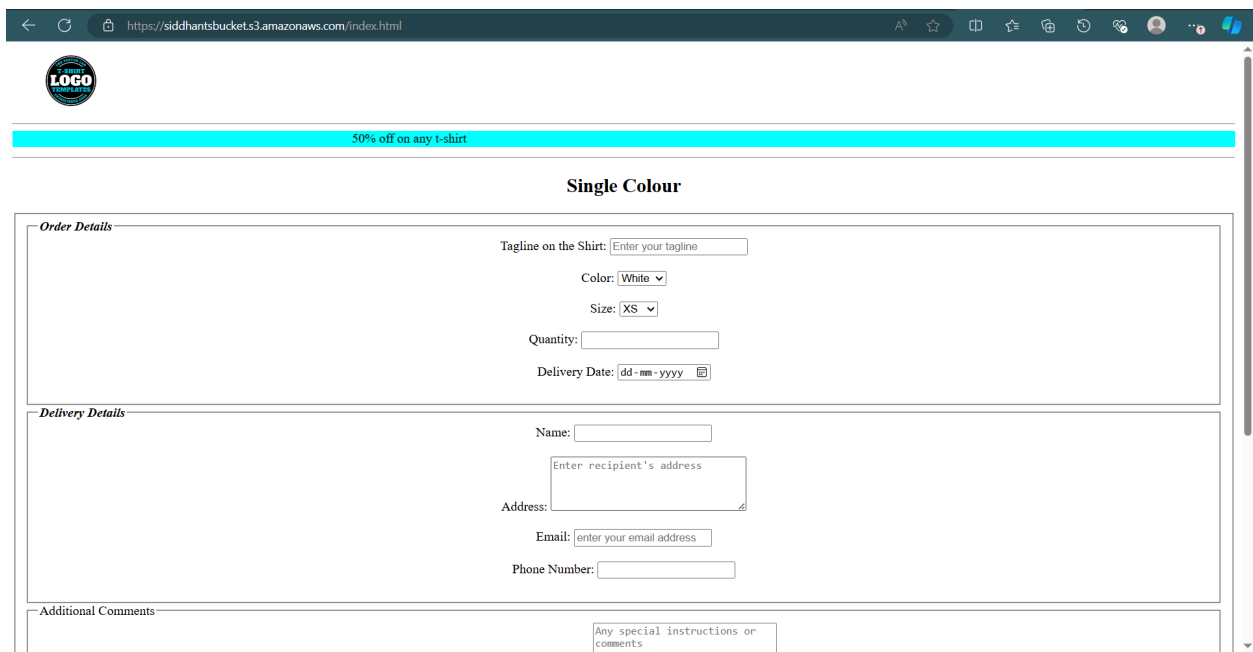 https://siddhantsbucket.s3.amazonaws.com/index.html
T-SHIRT
LOGO
TEMPLATES
50% off on any t-shirt
Single Colour
Order Details
Tagline on the Shirt: Enter your tagline
Color: White
Size: XS
Quantity:
Delivery Date: dd-mm-yyyy
Delivery Details
Name:
Enter recipient's address
Address:
Email: enter your email address
Phone Number:
Additional Comments
Any special instructions or
comments